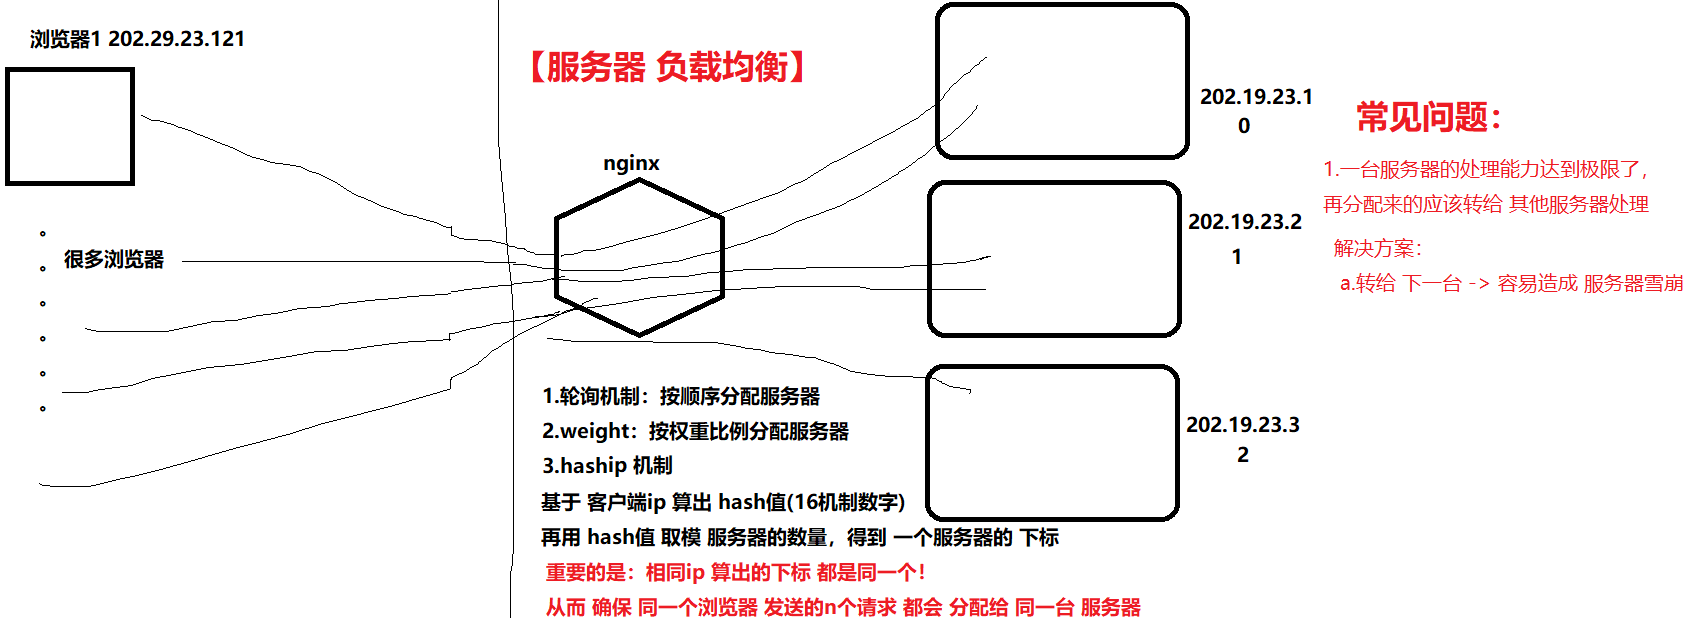 浏览器1 202.29.23.121
【服务器 负载均衡】
nginx
很多浏览器
202.19.23.1
0
202.19.23.2
1
202.19.23.3
2
1.轮询机制：按顺序分配服务器
2.weight：按权重比例分配服务器
3.haship 机制
基于 客户端ip 算出 hash值(16机制数字)
再用 hash值 取模 服务器的数量，得到 一个服务器的 下标
重要的是：相同ip 算出的下标 都是同一个！
从而 确保 同一个浏览器 发送的n个请求 都会 分配给 同一台 服务器
常见问题：
1.一台服务器的处理能力达到极限了，
再分配来的应该转给 其他服务器处理
解决方案：
a.转给 下一台 -> 容易造成 服务器雪崩